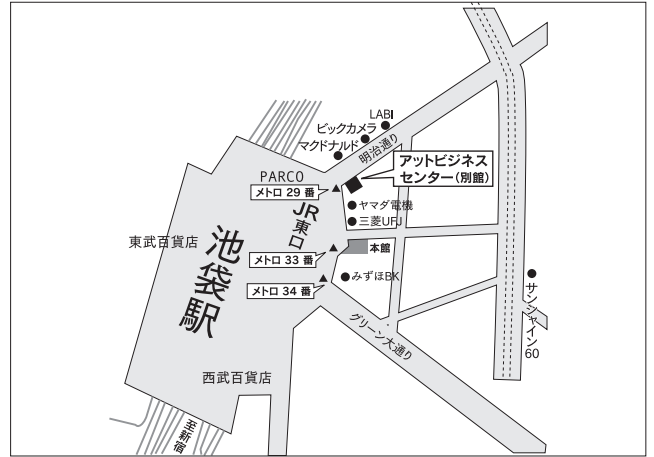 LABI
ビックカメラ
マクドナルド
明治通り
アットビジネス
センター(別館)
PARCO
メトロ 29 番
ヤマダ電機
三菱UFJ
JR東口
東武百貨店
池袋駅
メトロ 33 番
本館
みずほBK
メトロ 34 番
サンシャイン60
グリーン大通り
西武百貨店
至新宿